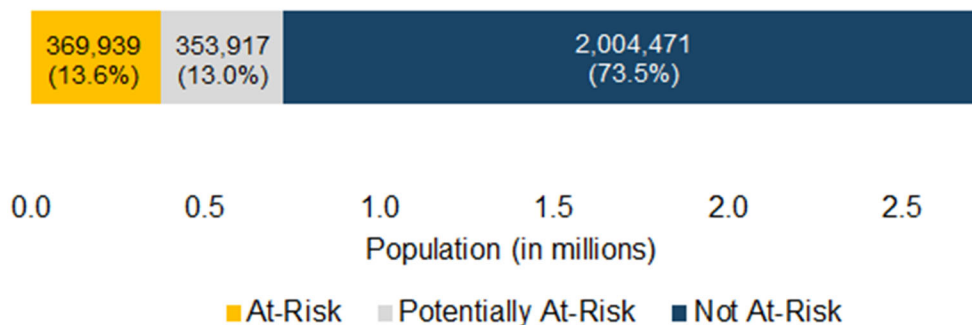 369,939 353,917 2,004,471
(13.6%) (13.0%) (73.5%)
0.0 0.5 1.0 1.5 2.0 2.5
Population (in millions)
At-Risk Potentially At-Risk Not At-Risk